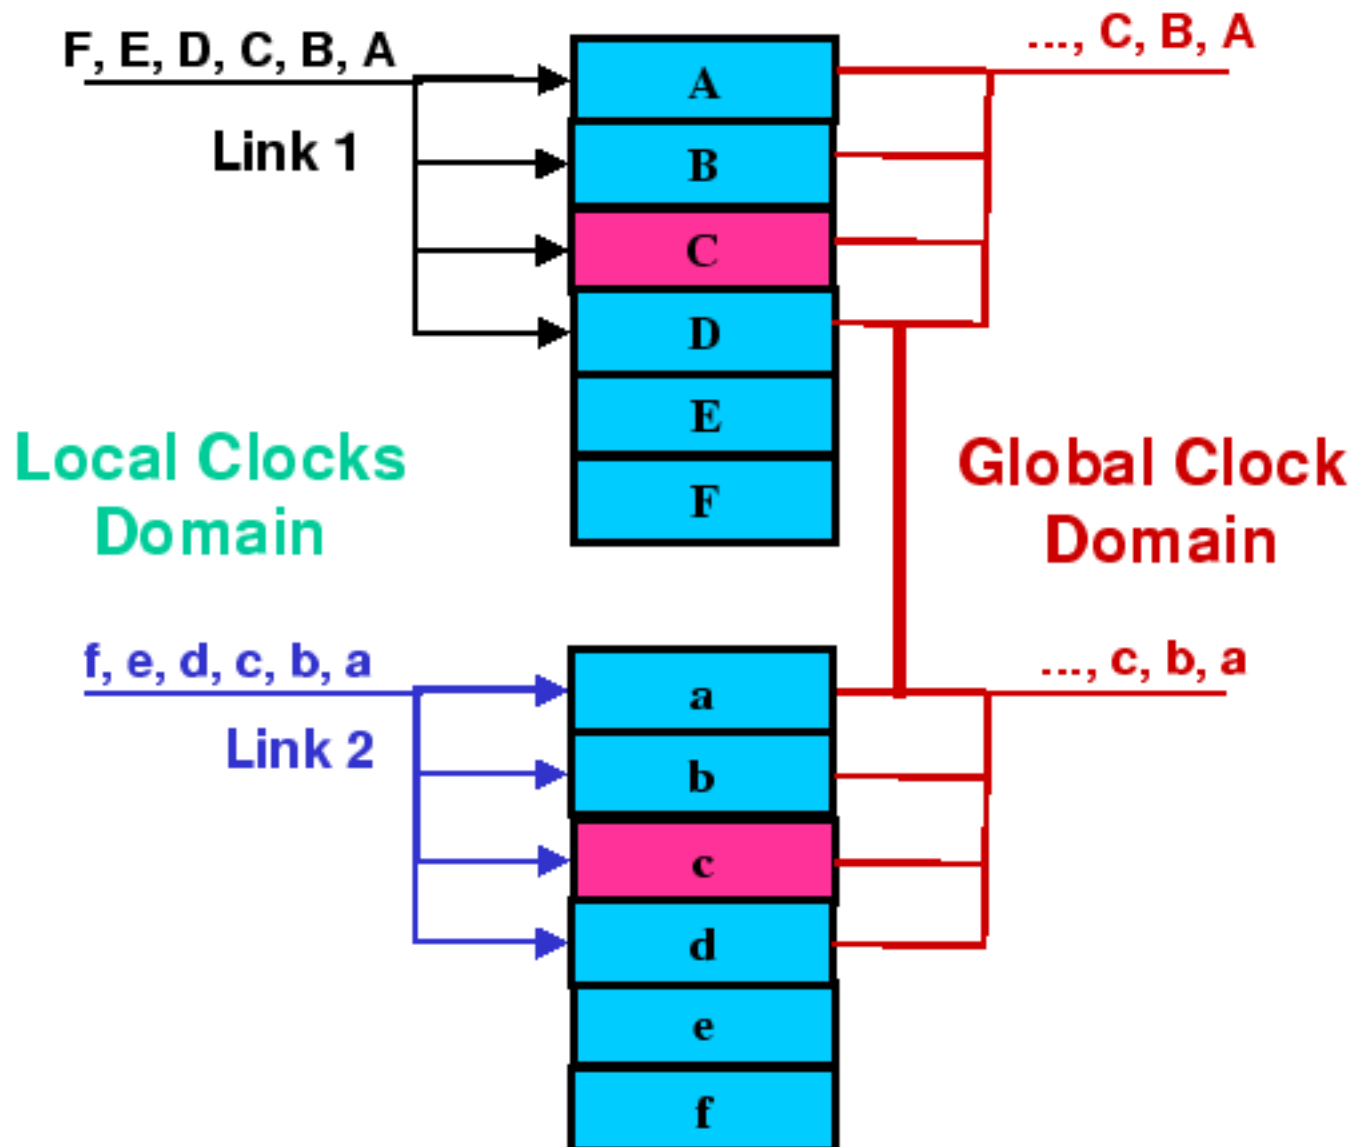 F, E, D, C, B, A
..., C, B, A
Link 1
A
B
C
D
E
F
Local Clocks
Domain
Global Clock
Domain
f, e, d, c, b, a
..., c, b, a
Link 2
a
b
c
d
e
f